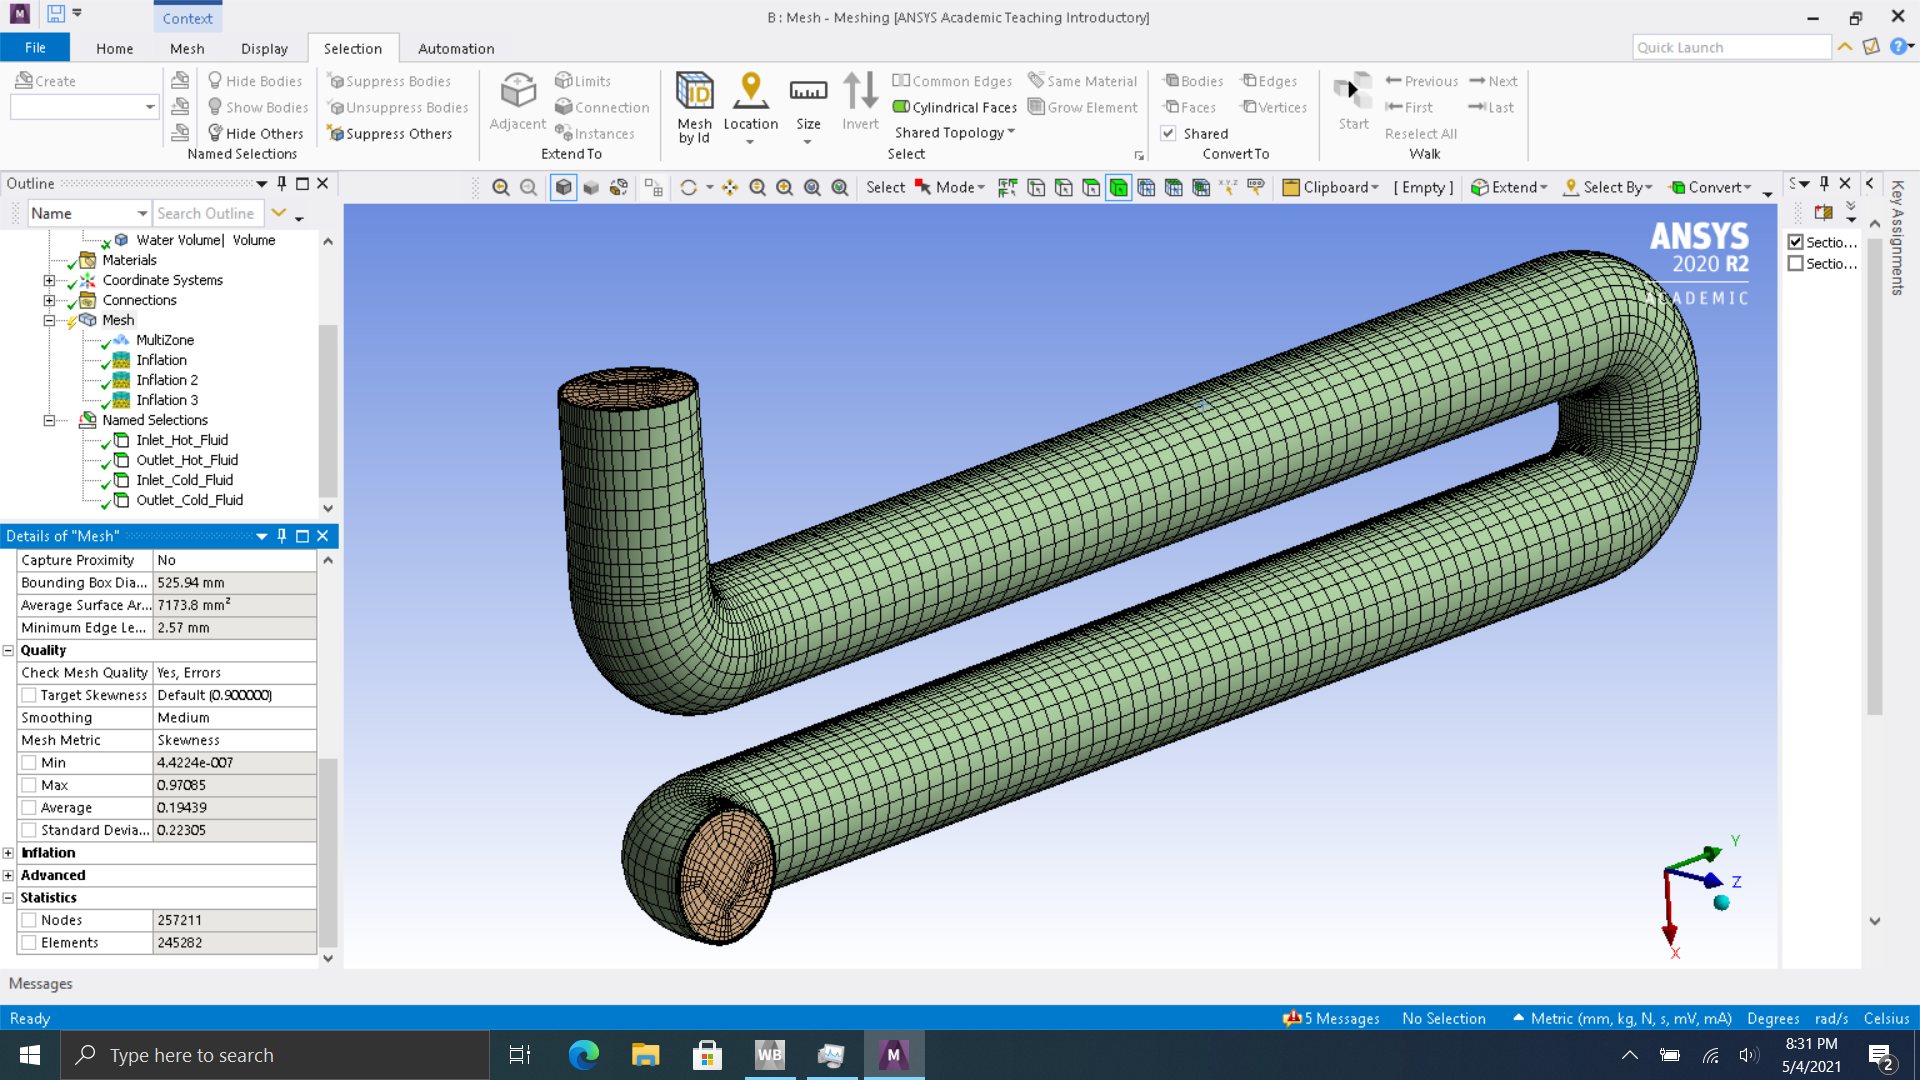 Context
B : Mesh - Meshing [ANSYS Academic Teaching Introductory]
File Home Mesh Display Selection Automation
Quick Launch
Create
Hide Bodies
Show Bodies
Hide Others
Named Selections
Suppress Bodies
Unsuppress Bodies
Suppress Others
Adjacent
Limits
Connection
Instances
Extend To
Mesh by Id
Location
Size
Invert
Common Edges
Cylindrical Faces
Shared Topology
Same Material
Grow Element
Select
Bodies
Edges
Faces
Vertices
Shared
Convert To
Start
Previous
Next
First
Last
Reselect All
Walk
Outline
Name
Search Outline
Select Mode Clipboard [ Empty ] Extend Select By Convert
S
Key Assignments
Sectio...
Sectio...
Water Volume| Volume
Materials
Coordinate Systems
Connections
Mesh
MultiZone
Inflation
Inflation 2
Inflation 3
Named Selections
Inlet_Hot_Fluid
Outlet_Hot_Fluid
Inlet_Cold_Fluid
Outlet_Cold_Fluid
ANSYS
2020 R2
ACADEMIC
Details of "Mesh"
Capture Proximity No
Bounding Box Dia... 525.94 mm
Average Surface Ar... 7173.8 mm²
Minimum Edge Le... 2.57 mm
Quality
Check Mesh Quality Yes, Errors
Target Skewness Default (0.900000)
Smoothing Medium
Mesh Metric Skewness
Min 4.4224e-007
Max 0.97085
Average 0.19439
Standard Devia... 0.22305
Inflation
Advanced
Statistics
Nodes 257211
Elements 245282
Y
Z
X
Messages
Ready
5 Messages No Selection Metric (mm, kg, N, s, mV, mA) Degrees rad/s Celsius
Type here to search
WB
M
8:31 PM
5/4/2021
2